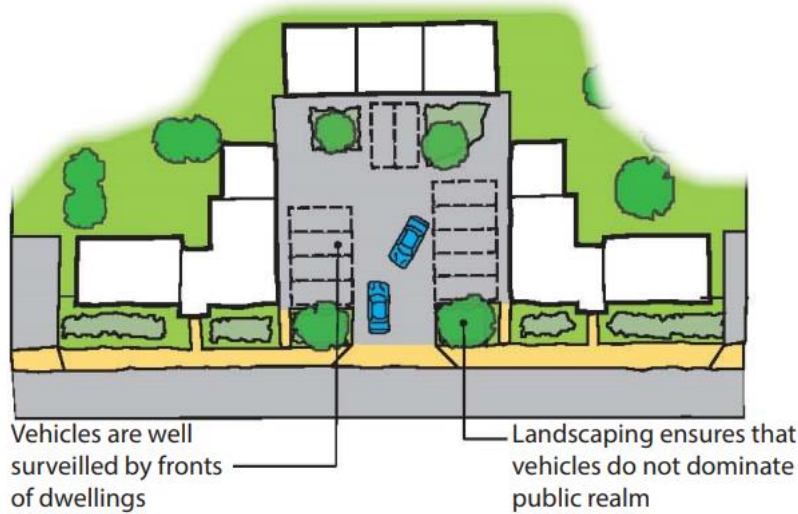 Vehicles are well
surveilled by fronts
of dwellings
Landscaping ensures that
vehicles do not dominate
public realm